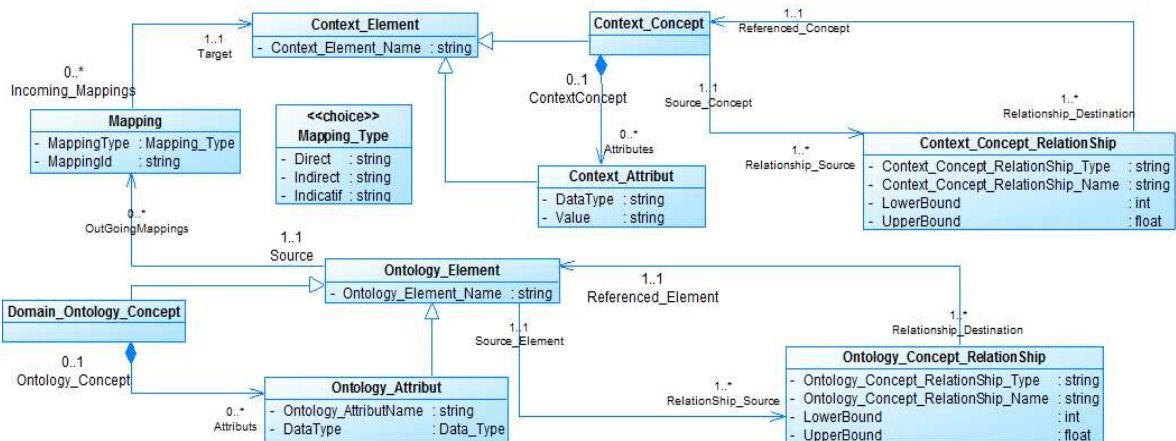 Context_Element
- Context_Element_Name : string
Context_Concept
1..1
Referenced_Concept
1..1
Target
0..*
Incoming_Mappings
Mapping
- MappingType : Mapping_Type
- MappingId : string
<<choice>>
Mapping_Type
- Direct : string
- Indirect : string
- Indicatif : string
0..1
ContextConcept
0..*
Attributes
1..1
Source_Concept
1..*
Relationship_Destination
1..*
Relationship_Source
Context_Concept_RelationShip
- Context_Concept_RelationShip_Type : string
- Context_Concept_RelationShip_Name : string
- LowerBound : int
- UpperBound : float
Context_Attribut
- DataType : string
- Value : string
0..*
OutGoingMappings
1..1
Source
Ontology_Element
- Ontology_Element_Name : string
1..1
Referenced_Element
Domain_Ontology_Concept
0..1
Ontology_Concept
0..*
Attributs
Ontology_Attribut
- Ontology_AttributName : string
- DataType : Data_Type
1..1
Source_Element
1..*
Relationship_Destination
1..*
RelationShip_Source
Ontology_Concept_RelationShip
- Ontology_Concept_RelationShip_Type : string
- Ontology_Concept_RelationShip_Name : string
- LowerBound : int
- UpperBound : float